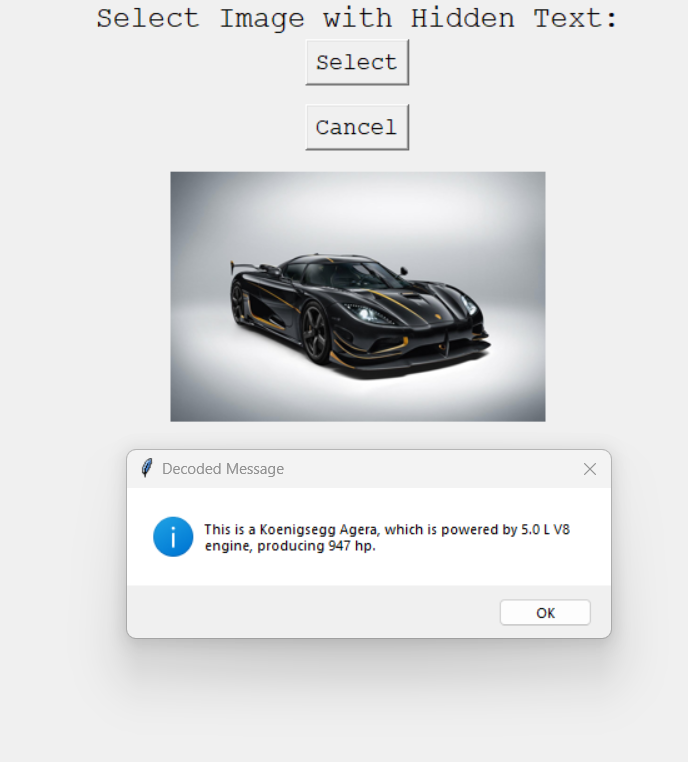 Select Image with Hidden Text:
Select
Cancel
Decoded Message
This is a Koenigsegg Agera, which is powered by 5.0 L V8
engine, producing 947 hp.
OK